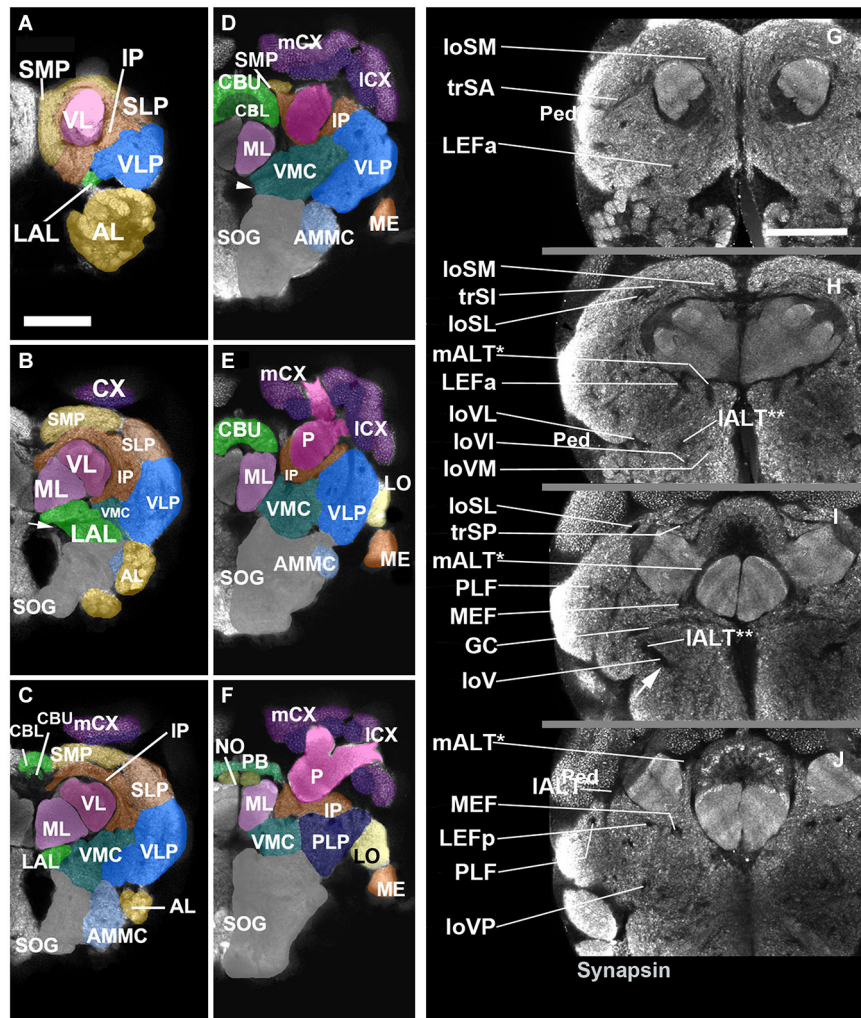 A
SMP
IP
VL
SLP
VLP
LAL
AL
B
CX
SMP
SLP
VL
IP
ML
VMC
VLP
LAL
AL
SOG
C
CBU
CBL
mCX
SMP
IP
SLP
VL
ML
LAL
VMC
VLP
AL
AMMC
SOG
D
mCX
SMP
lCX
CBU
CBL
IP
ML
VMC
VLP
ME
SOG
AMMC
E
mCX
lCX
CBU
P
ML
IP
LO
VMC
VLP
ME
AMMC
SOG
F
mCX
lCX
NO
PB
P
ML
IP
VMC
PLP
LO
ME
SOG
G
loSM
trSA
Ped
LEFa
H
loSM
trSI
loSL
mALT*
LEFa
loVL
lALT**
Ped
loVI
loVM
I
loSL
trSP
mALT*
PLF
MEF
GC
lALT**
loV
J
mALT*
lALT
Ped
MEF
LEFp
PLF
loVP
Synapsin